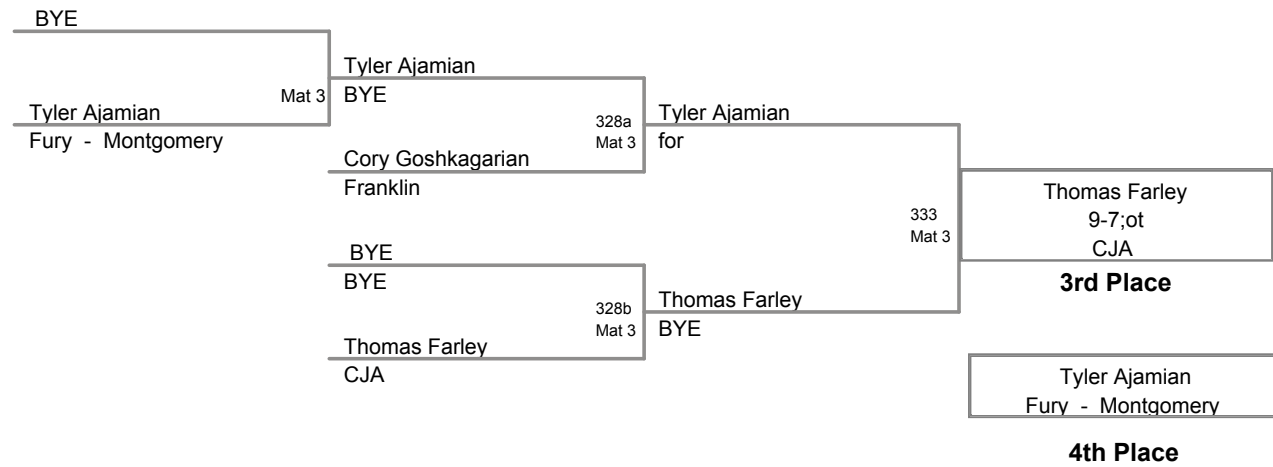 BYE
Mat 3
Tyler Ajamian
Fury - Montgomery
Tyler Ajamian
BYE
328a
Mat 3
Cory Goshkagarian
Franklin
BYE
BYE
328b
Mat 3
Thomas Farley
CJA
Tyler Ajamian
for
333
Mat 3
Thomas Farley
BYE
Thomas Farley
9-7;ot
CJA
3rd Place
Tyler Ajamian
Fury - Montgomery
4th Place